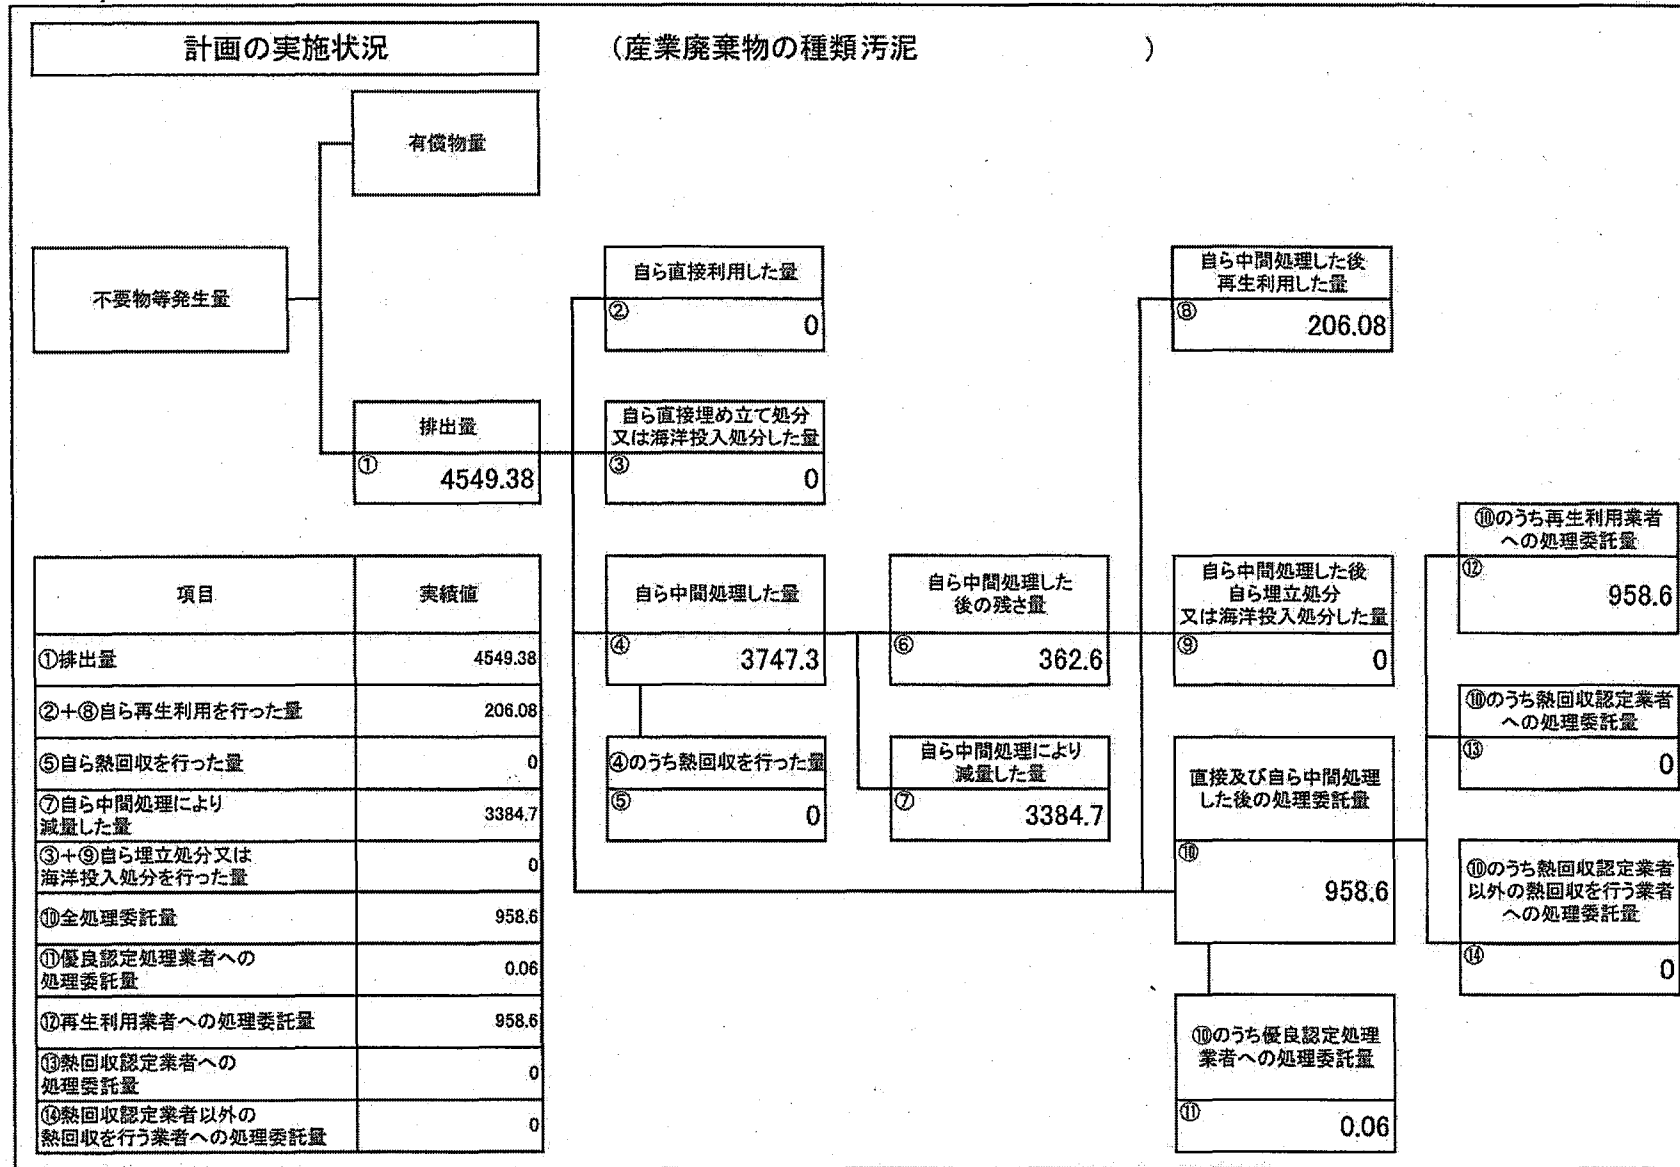 計画の実施状況
(産業廃棄物の種類汚泥 )
有償物量
不要物等発生量
排出量
①
4549.38
自ら直接利用した量
②
0
自ら直接埋め立て処分
又は海洋投入処分した量
③
0
自ら中間処理した量
④
3747.3
④のうち熱回収を行った量
⑤
0
自ら中間処理した
後の残さ量
⑥
362.6
自ら中間処理により
減量した量
⑦
3384.7
自ら中間処理した後
再生利用した量
⑧
206.08
自ら中間処理した後
自ら埋立処分
又は海洋投入処分した量
⑨
0
直接及び自ら中間処理
した後の処理委託量
⑩
958.6
⑩のうち優良認定処理
業者への処理委託量
⑪
0.06
⑩のうち再生利用業者
への処理委託量
⑫
958.6
⑩のうち熱回収認定業者
への処理委託量
⑬
0
⑩のうち熱回収認定業者
以外の熱回収を行う業者
への処理委託量
⑭
0
項目 実績値
①排出量 4549.38
②+⑧自ら再生利用を行った量 206.08
⑤自ら熱回収を行った量 0
⑦自ら中間処理により
減量した量 3384.7
③+⑨自ら埋立処分又は
海洋投入処分を行った量 0
⑩全処理委託量 958.6
⑪優良認定処理業者への
処理委託量 0.06
⑫再生利用業者への処理委託量 958.6
⑬熱回収認定業者への
処理委託量 0
⑭熱回収認定業者以外の
熱回収を行う業者への処理委託量 0